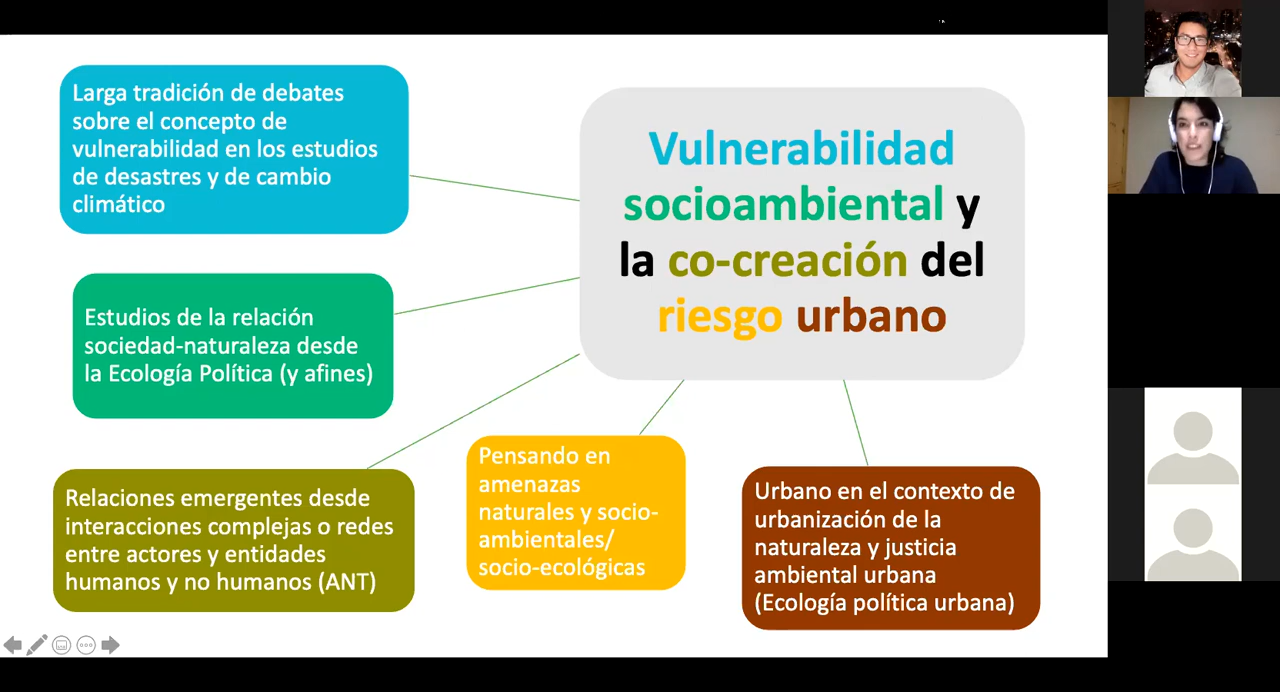 Larga tradición de debates
sobre el concepto de
vulnerabilidad en los estudios
de desastres y de cambio
climático
Vulnerabilidad
socioambiental y
la co-creación del
riesgo urbano
Estudios de la relación
sociedad-naturaleza desde
la Ecología Política (y afines)
Relaciones emergentes desde
interacciones complejas o redes
entre actores y entidades
humanos y no humanos (ANT)
Pensando en
amenazas
naturales y socio-
ambientales/
socio-ecológicas
Urbano en el contexto de
urbanización de la
naturaleza y justicia
ambiental urbana
(Ecología política urbana)